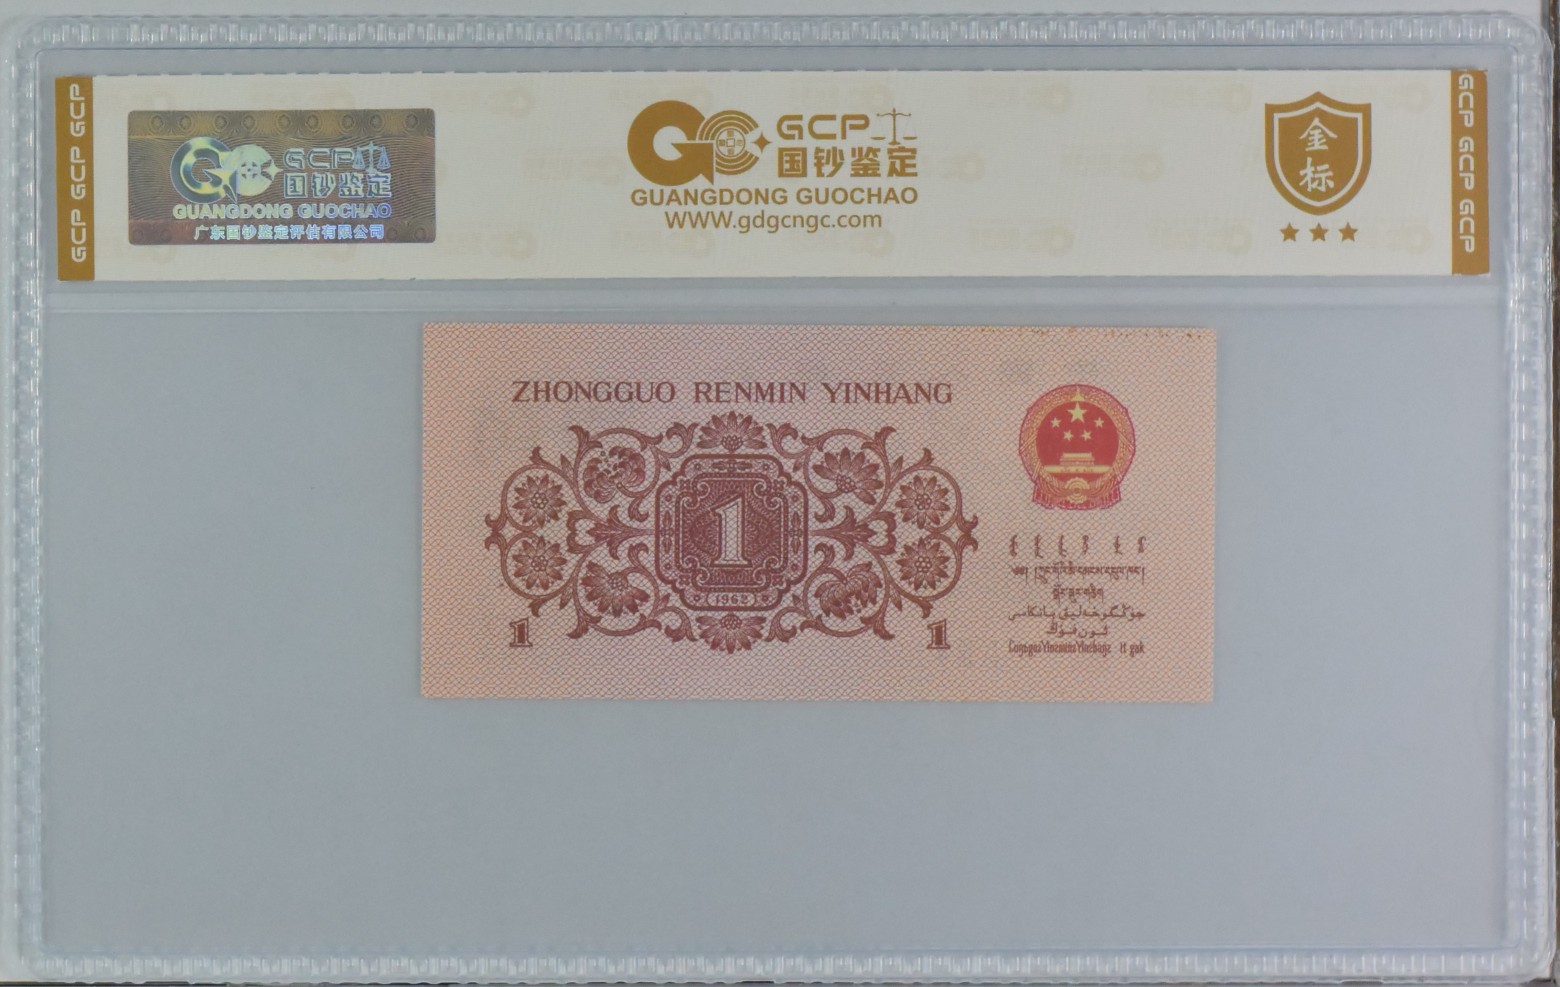 GCP GCP GCP
GCP
国钞鉴定
GUANGDONG GUOCHAO
广东国钞鉴定评估有限公司
GCP
国钞鉴定
GUANGDONG GUOCHAO
WWW.gdgcngc.com
金
标
GCP GCP GCP
ZHONGGUO RENMIN YINHANG
1
(1962)
1
1